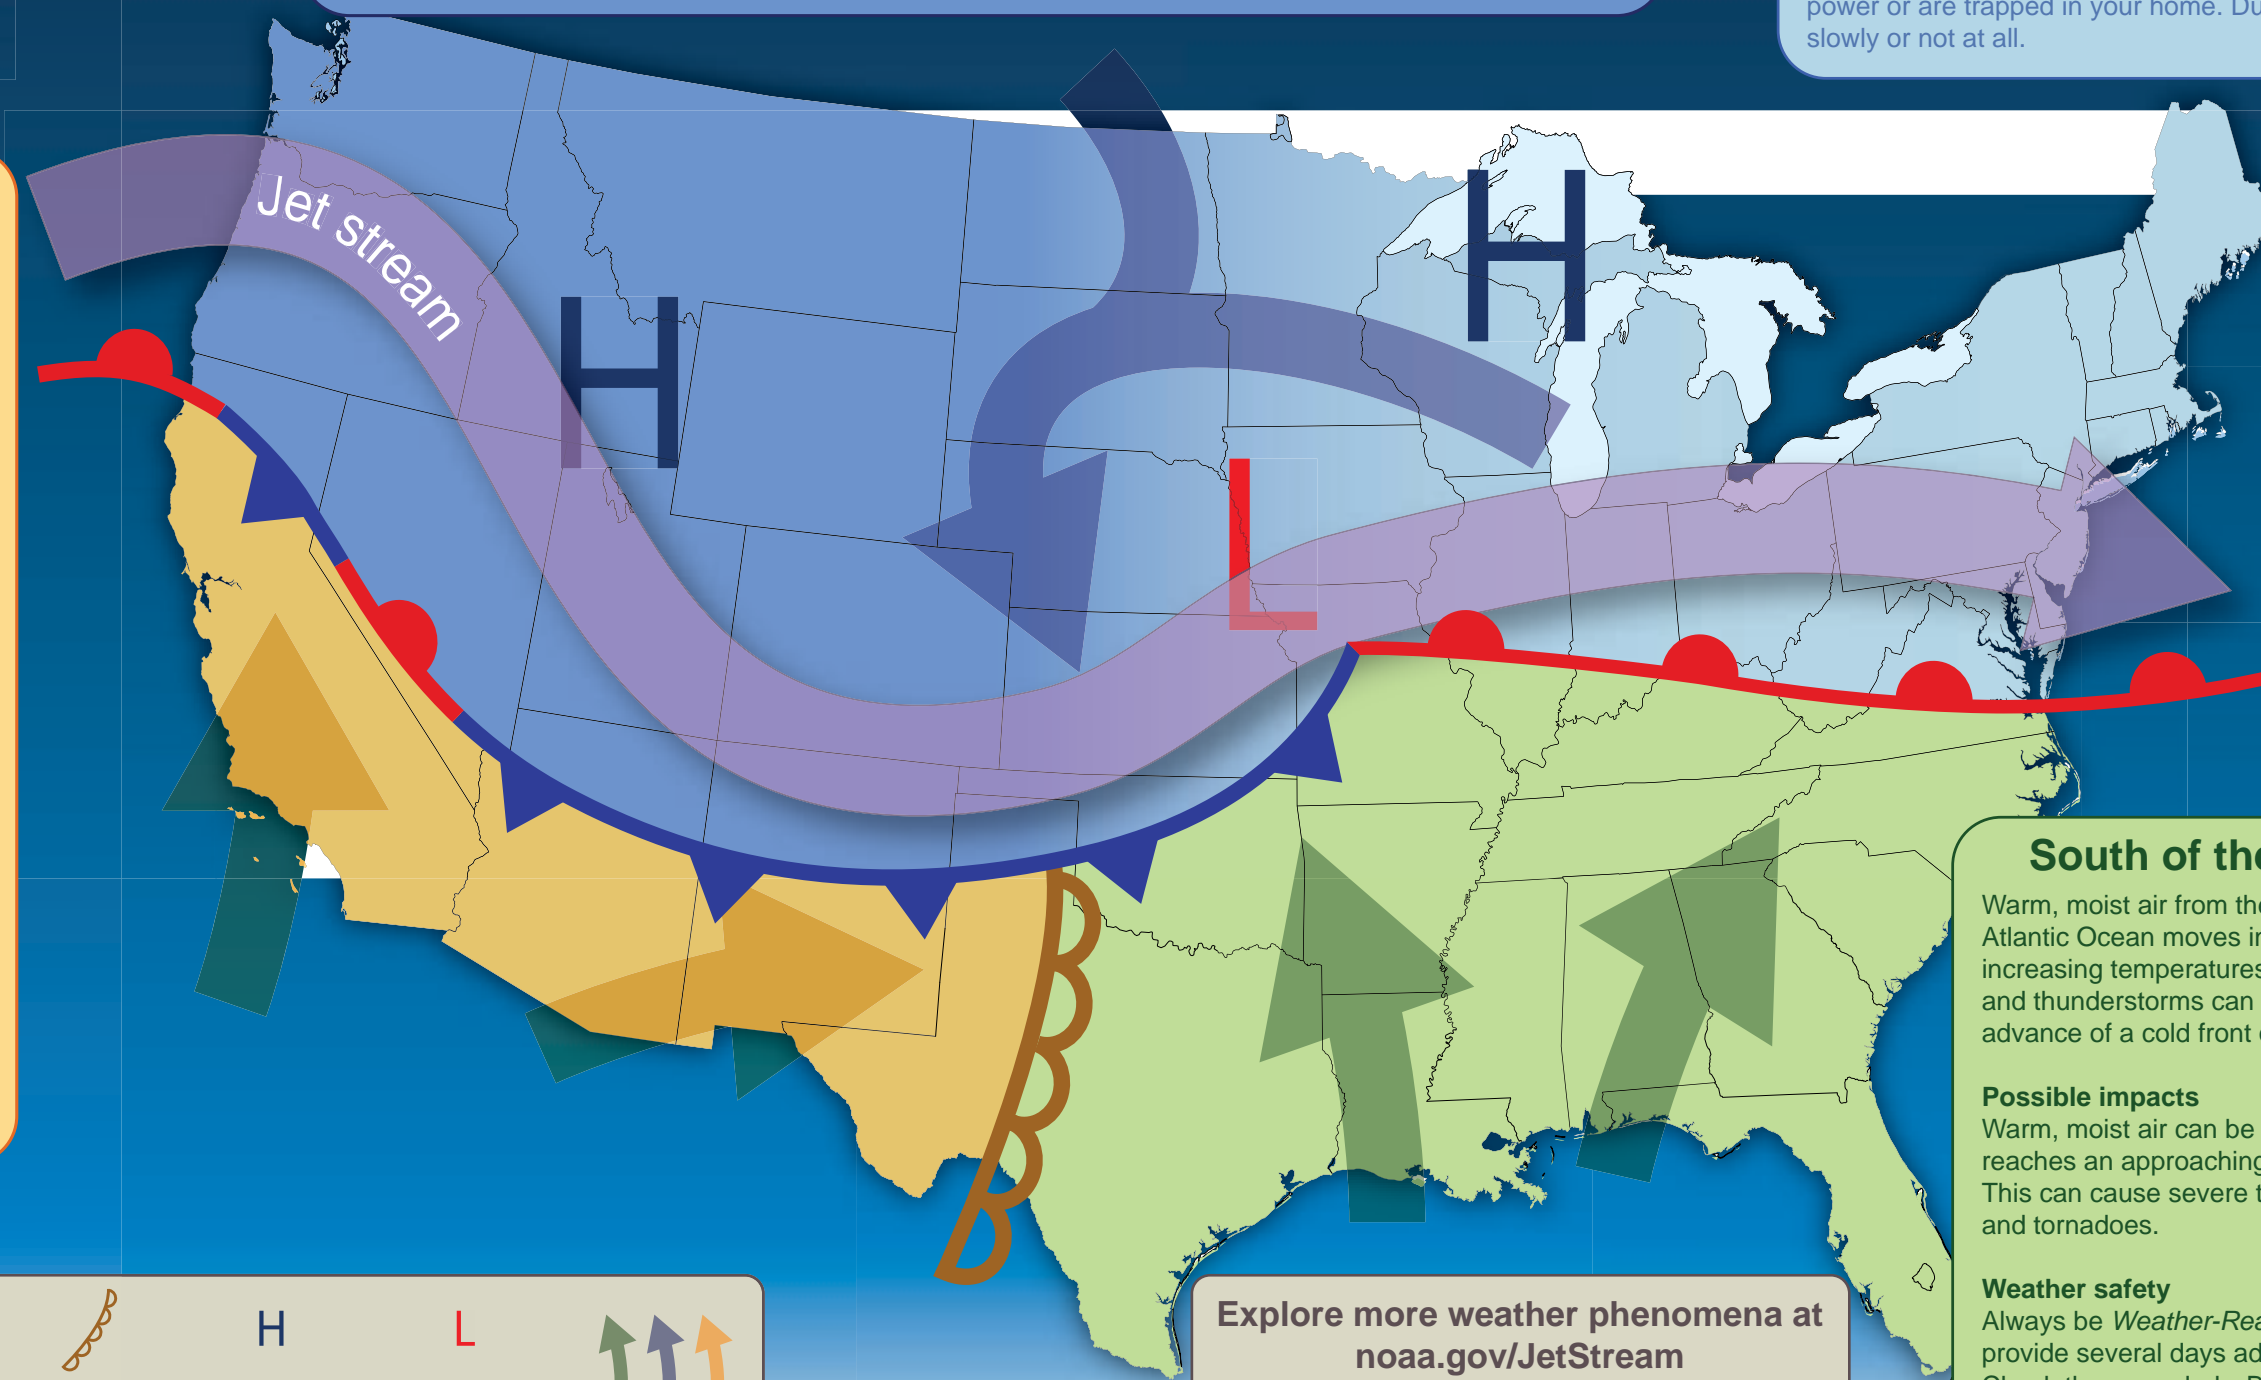 power or are trapped in your home. Du
slowly or not at all.
Jet stream
H
H
L
South of the
Warm, moist air from the
Atlantic Ocean moves in
increasing temperatures
and thunderstorms can
advance of a cold front
Possible impacts
Warm, moist air can be
reaches an approaching
This can cause severe t
and tornadoes.
Weather safety
Always be Weather-Rea
provide several days ad
H
L
Explore more weather phenomena at
noaa.gov/JetStream